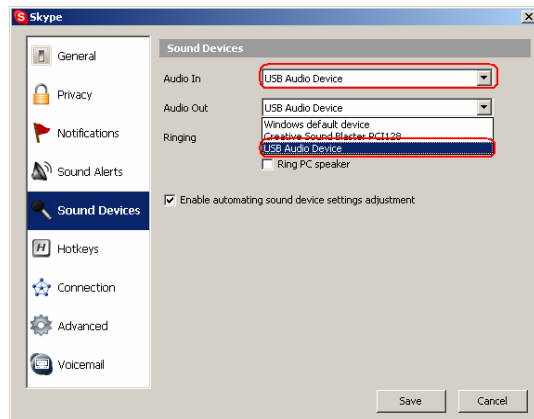 S Skype
General
Privacy
Notifications
Sound Alerts
Sound Devices
H Hotkeys
Connection
Advanced
Voicemail
Sound Devices
Audio In USB Audio Device
Audio Out USB Audio Device
Windows default device
Creative Sound Blaster PCI128
USB Audio Device
Ringing
Ring PC speaker
Enable automating sound device settings adjustment
Save Cancel